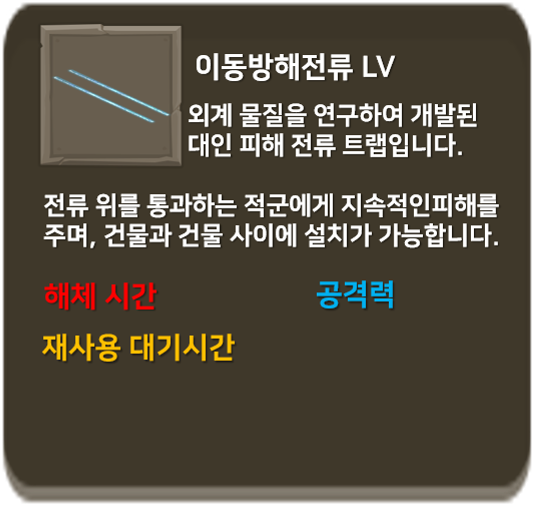 이동방해전류 LV
외계 물질을 연구하여 개발된
대인 피해 전류 트랩입니다.
전류 위를 통과하는 적군에게 지속적인피해를
주며, 건물과 건물 사이에 설치가 가능합니다.
해체 시간 공격력
재사용 대기시간